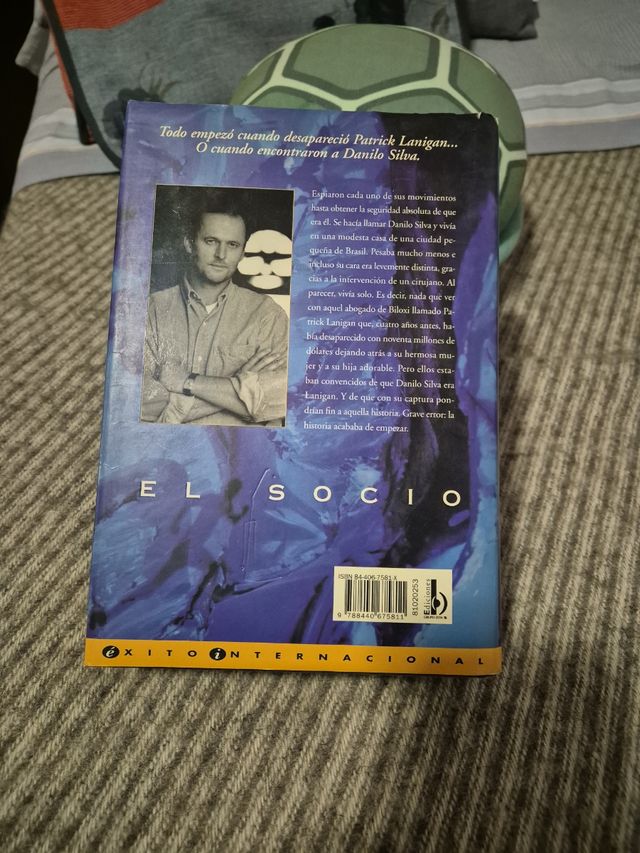 Todo empezó cuando desapareció Patrick Lanigan...
O cuando encontraron a Danilo Silva.
Espiaron cada uno de sus movimientos
hasta obtener la seguridad absoluta de que
era él. Se hacía llamar Danilo Silva y vivía
en una modesta casa de una ciudad pe-
queña de Brasil. Pesaba mucho menos e
incluso su cara era levemente distinta, gra-
cias a la intervención de un cirujano. Al
parecer, vivía solo. Es decir, nada que ver
con aquel abogado de Biloxi llamado Pa-
trick Lanigan que, cuatro años antes, ha-
bía desaparecido con noventa millones de
dólares dejando atrás a su hermosa mu-
jer y a su hija adorable. Pero ellos esta-
ban convencidos de que Danilo Silva era
Lanigan. Y de que con su captura pon-
drían fin a aquella historia. Grave error: la
historia acababa de empezar.
EL SOCIO
ISBN 84-406-7581-X
9 788440 675811
81020253
Ediciones
B
GRUPO ZETA
éXITO iNTERNACIONAL